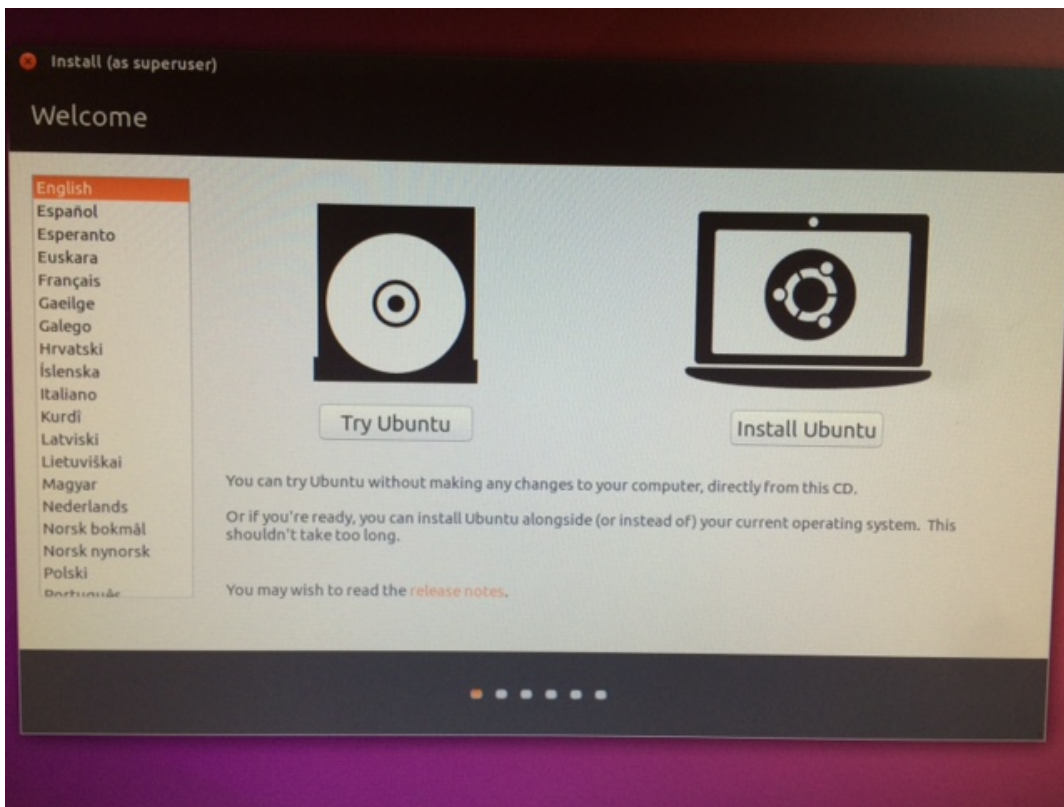 Install (as superuser)
Welcome
English
Español
Esperanto
Euskara
Français
Gaeilge
Galego
Hrvatski
Íslenska
Italiano
Kurdî
Latviski
Lietuviškai
Magyar
Nederlands
Norsk bokmål
Norsk nynorsk
Polski
Português
Try Ubuntu
Install Ubuntu
You can try Ubuntu without making any changes to your computer, directly from this CD.
Or if you're ready, you can install Ubuntu alongside (or instead of) your current operating system. This
shouldn't take too long.
You may wish to read the release notes.